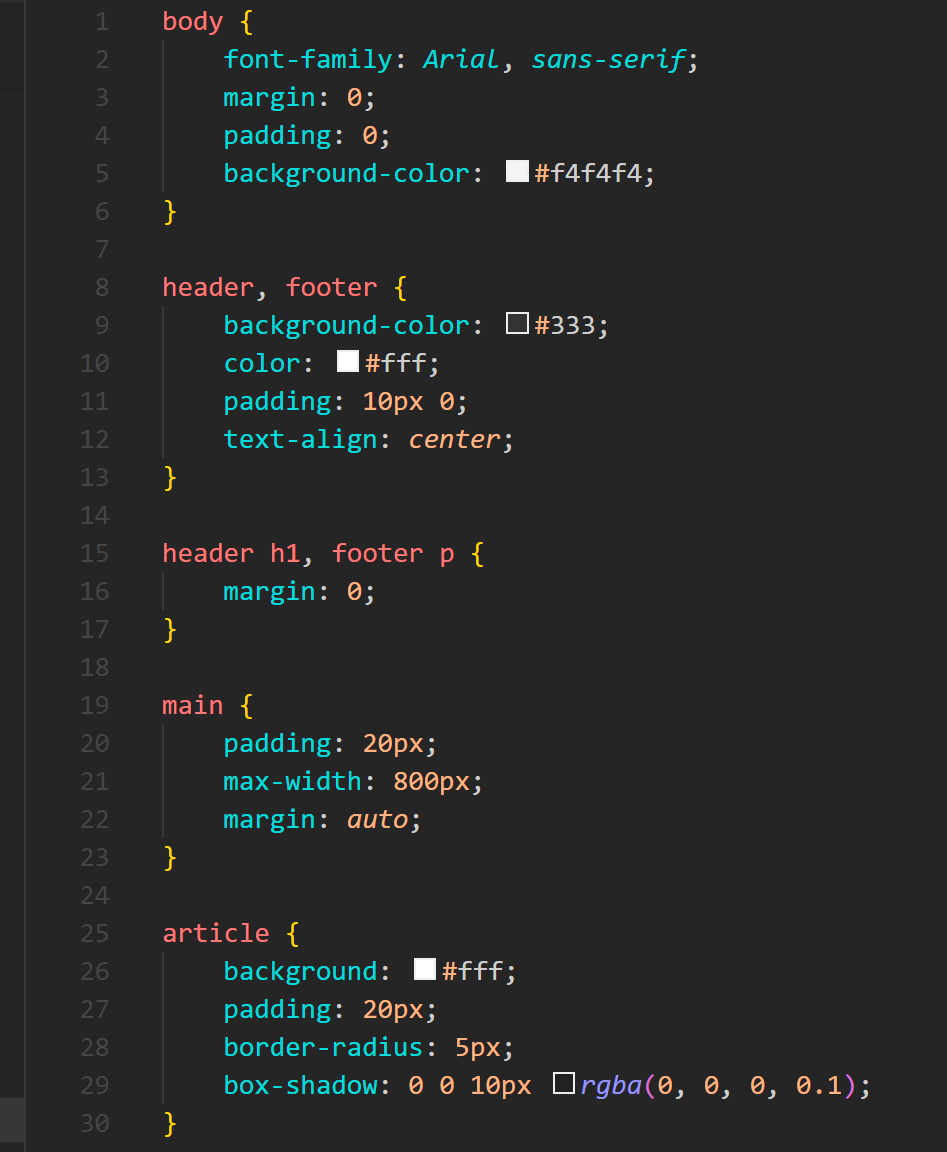 1 body {
2     font-family: Arial, sans-serif;
3     margin: 0;
4     padding: 0;
5     background-color: #f4f4f4;
6 }
7
8 header, footer {
9     background-color: #333;
10     color: #fff;
11     padding: 10px 0;
12     text-align: center;
13 }
14
15 header h1, footer p {
16     margin: 0;
17 }
18
19 main {
20     padding: 20px;
21     max-width: 800px;
22     margin: auto;
23 }
24
25 article {
26     background: #fff;
27     padding: 20px;
28     border-radius: 5px;
29     box-shadow: 0 0 10px rgba(0, 0, 0, 0.1);
30 }